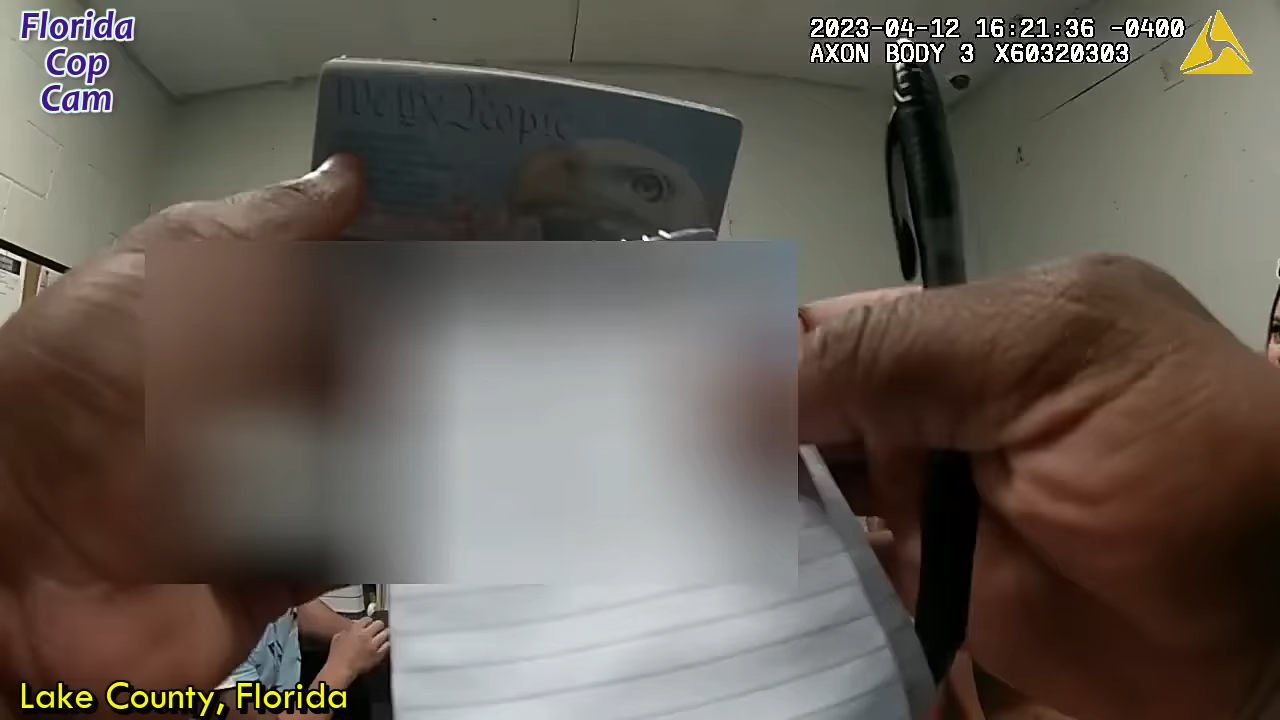 Florida
Cop
Cam
2023-04-12 16:21:36 -0400
AXON BODY 3 X60320303
We the People
Lake County, Florida